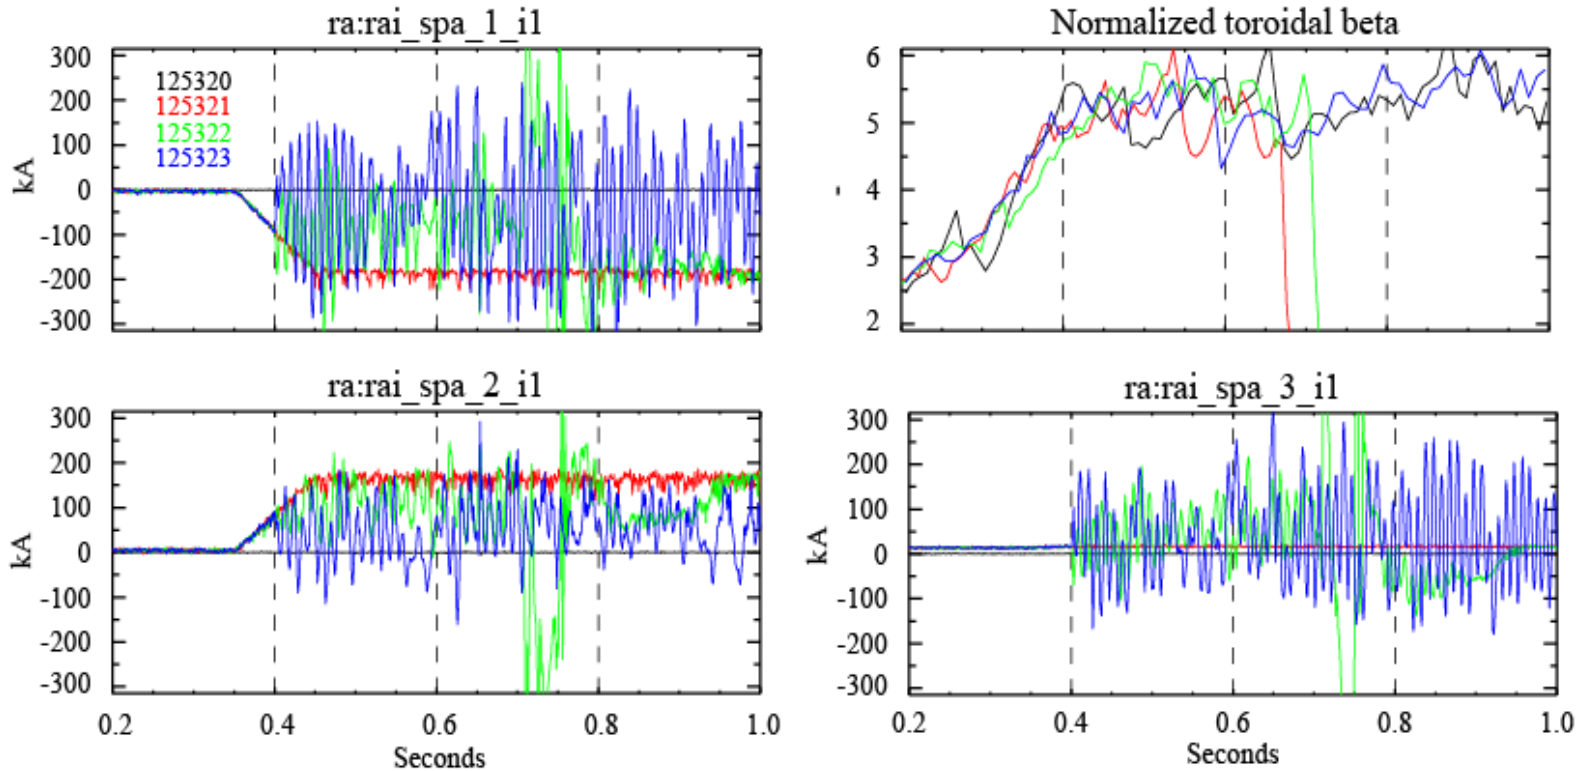 ra:rai_spa_1_i1
300
200
100
0
-100
-200
-300
kA
125320
125321
125322
125323
Normalized toroidal beta
6
5
4
3
2
-
ra:rai_spa_2_i1
300
200
100
0
-100
-200
-300
kA
0.2 0.4 0.6 0.8 1.0
Seconds
ra:rai_spa_3_i1
300
200
100
0
-100
-200
-300
kA
0.2 0.4 0.6 0.8 1.0
Seconds